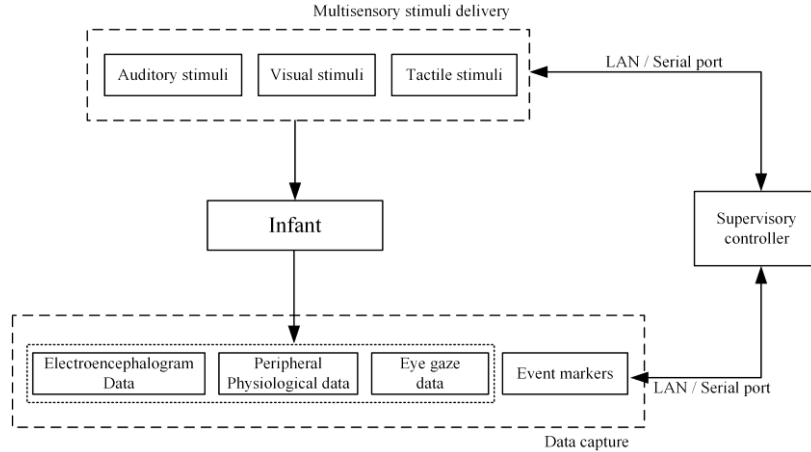 Multisensory stimuli delivery
Auditory stimuli
Visual stimuli
Tactile stimuli
LAN / Serial port
Infant
Supervisory
controller
Electroencephalogram
Data
Peripheral
Physiological data
Eye gaze
data
Event markers
LAN / Serial port
Data capture